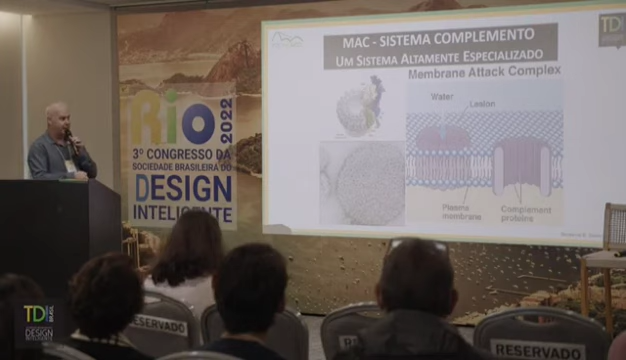 MAC - SISTEMA COMPLEMENTO
UM SISTEMA ALTAMENTE ESPECIALIZADO
Membrane Attack Complex
Water
Lesion
Plasma
membrane
Complement
proteins
TD
Rio
2022
3º CONGRESSO DA
SOCIEDADE BRASILEIRA DO
DESIGN
INTELIGENTE
RESERVADO
RESERVADO
TD
BRASIL
DESIGN